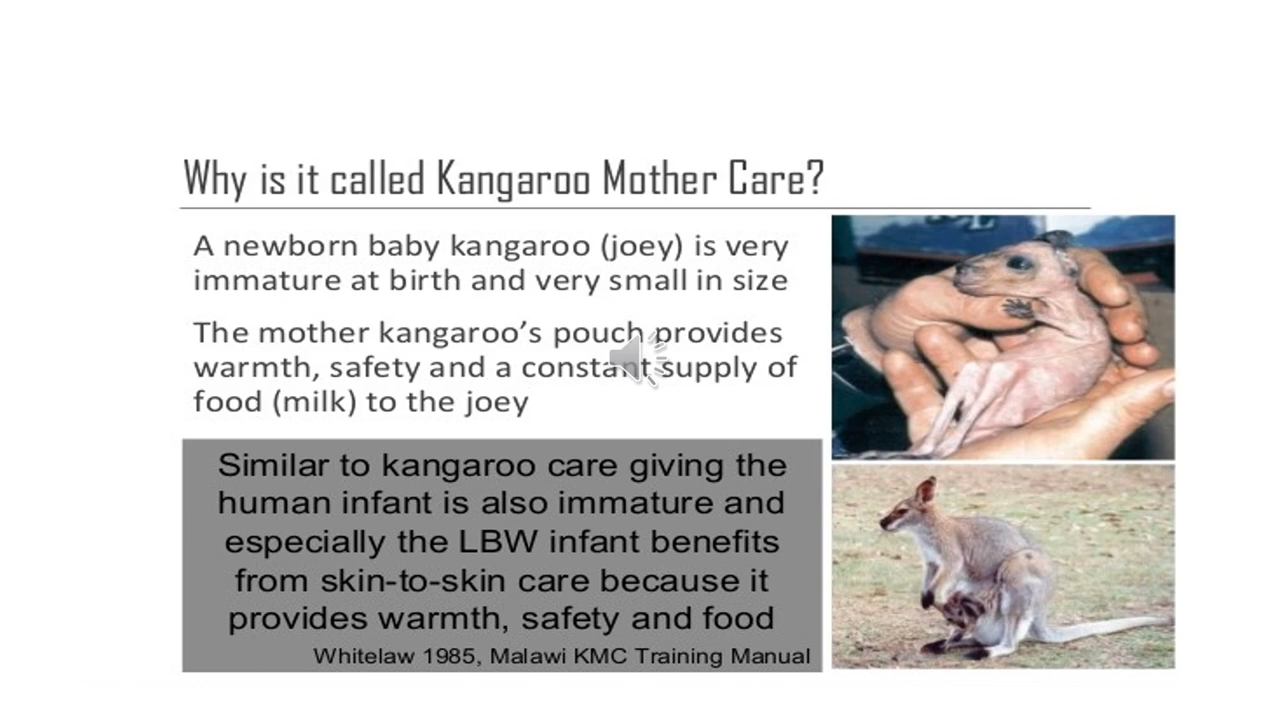 Why is it called Kangaroo Mother Care?
A newborn baby kangaroo (joey) is very
immature at birth and very small in size
The mother kangaroo's pouch provides
warmth, safety and a constant supply of
food (milk) to the joey
Similar to kangaroo care giving the
human infant is also immature and
especially the LBW infant benefits
from skin-to-skin care because it
provides warmth, safety and food
Whitelaw 1985, Malawi KMC Training Manual